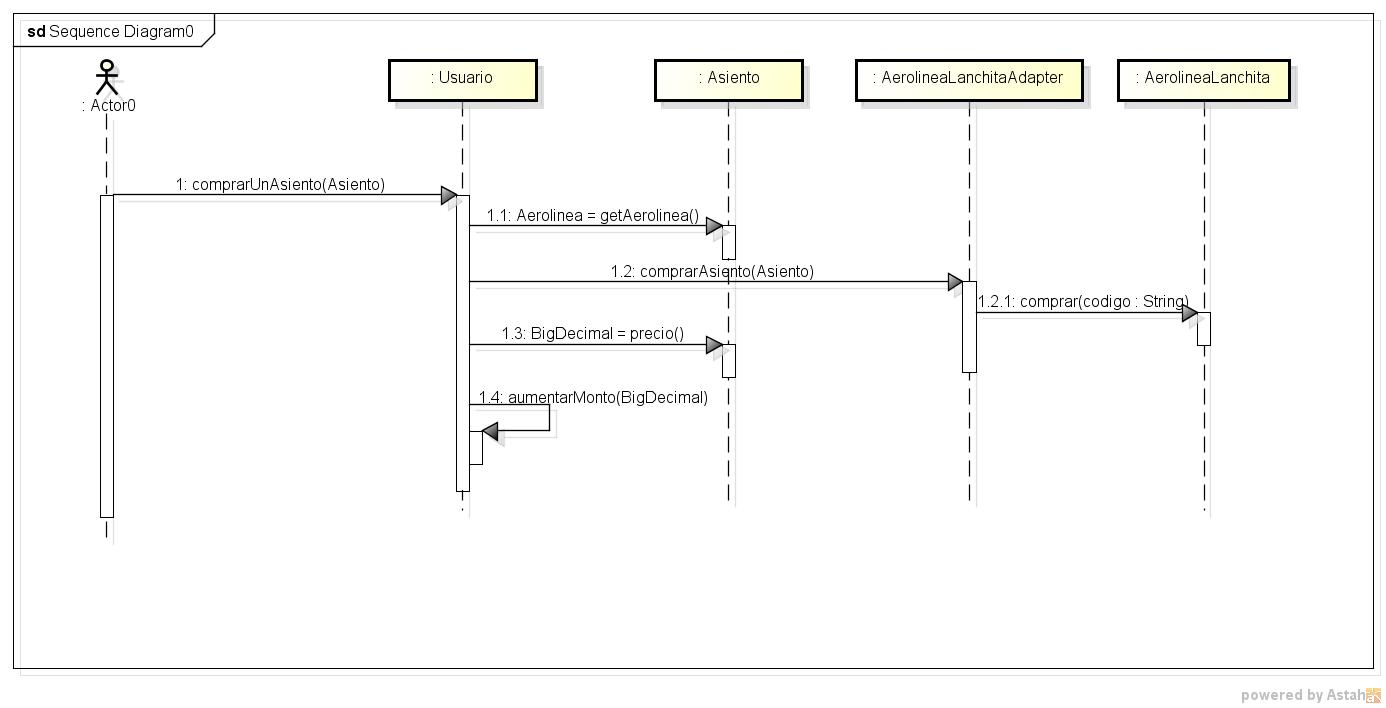 sd Sequence Diagram0
: Actor0
: Usuario
: Asiento
: AerolineaLanchitaAdapter
: AerolineaLanchita
1: comprarUnAsiento(Asiento)
1.1: Aerolinea = getAerolinea()
1.2: comprarAsiento(Asiento)
1.2.1: comprar(codigo : String)
1.3: BigDecimal = precio()
1.4: aumentarMonto(BigDecimal)
powered by Astah